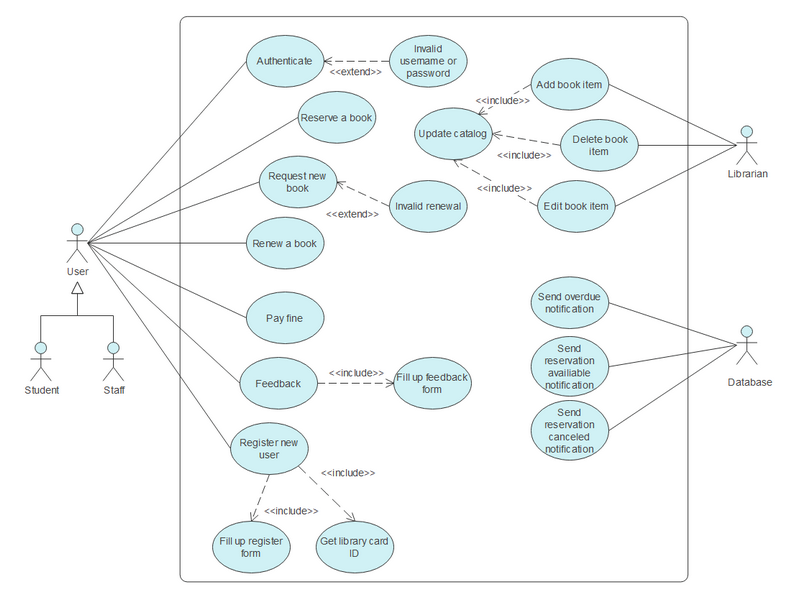 Authenticate
<<extend>>
Invalid
username or
password
Reserve a book
Request new
book
<<extend>>
Invalid renewal
Renew a book
Pay fine
Feedback
<<include>>
Fill up feedback
form
Register new
user
<<include>>
<<include>>
Fill up register
form
Get library card
ID
Update catalog
<<include>>
Add book item
<<include>>
Delete book
item
<<include>>
Edit book item
Send overdue
notification
Send
reservation
availiable
notification
Send
reservation
canceled
notification
User
Student
Staff
Librarian
Database